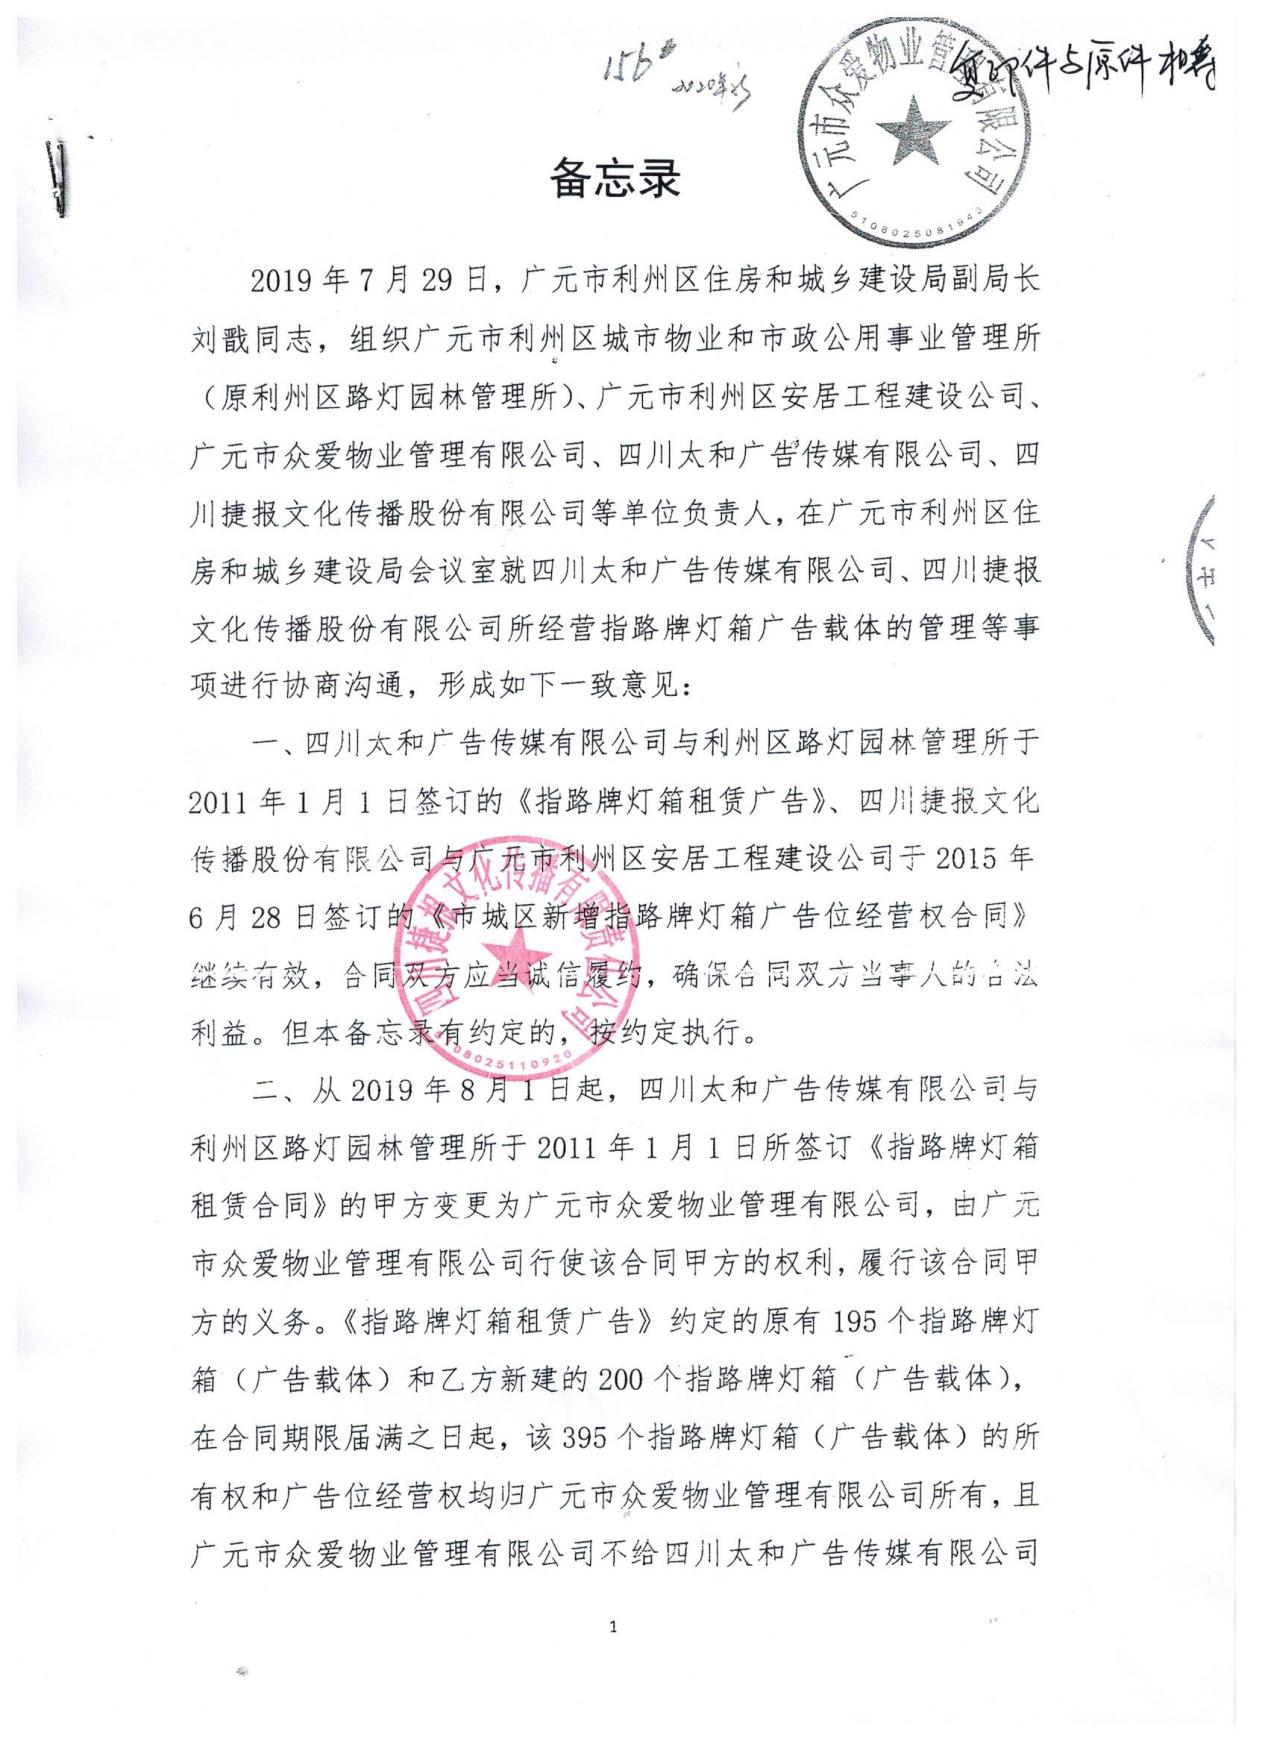 156#
2020年
复印件与原件相符
广元市众爱物业管理有限公司
5108025081943
备忘录
2019年7月29日，广元市利州区住房和城乡建设局副局长
刘戬同志，组织广元市利州区城市物业和市政公用事业管理所
（原利州区路灯园林管理所）、广元市利州区安居工程建设公司、
广元市众爱物业管理有限公司、四川太和广告传媒有限公司、四
川捷报文化传播股份有限公司等单位负责人，在广元市利州区住
房和城乡建设局会议室就四川太和广告传媒有限公司、四川捷报
文化传播股份有限公司所经营指路牌灯箱广告载体的管理等事
项进行协商沟通，形成如下一致意见：
一、四川太和广告传媒有限公司与利州区路灯园林管理所于
2011年1月1日签订的《指路牌灯箱租赁广告》、四川捷报文化
传播股份有限公司与广元市利州区安居工程建设公司于2015年
6月28日签订的《市城区新增指路牌灯箱广告位经营权合同》
继续有效，合同双方应当诚信履约，确保合同双方当事人的合法
利益。但本备忘录有约定的，按约定执行。
四川捷报文化传播有限责任公司
5108025110920
二、从2019年8月1日起，四川太和广告传媒有限公司与
利州区路灯园林管理所于2011年1月1日所签订《指路牌灯箱
租赁合同》的甲方变更为广元市众爱物业管理有限公司，由广元
市众爱物业管理有限公司行使该合同甲方的权利，履行该合同甲
方的义务。《指路牌灯箱租赁广告》约定的原有195个指路牌灯
箱（广告载体）和乙方新建的200个指路牌灯箱（广告载体），
在合同期限届满之日起，该395个指路牌灯箱（广告载体）的所
有权和广告位经营权均归广元市众爱物业管理有限公司所有，且
广元市众爱物业管理有限公司不给四川太和广告传媒有限公司
1